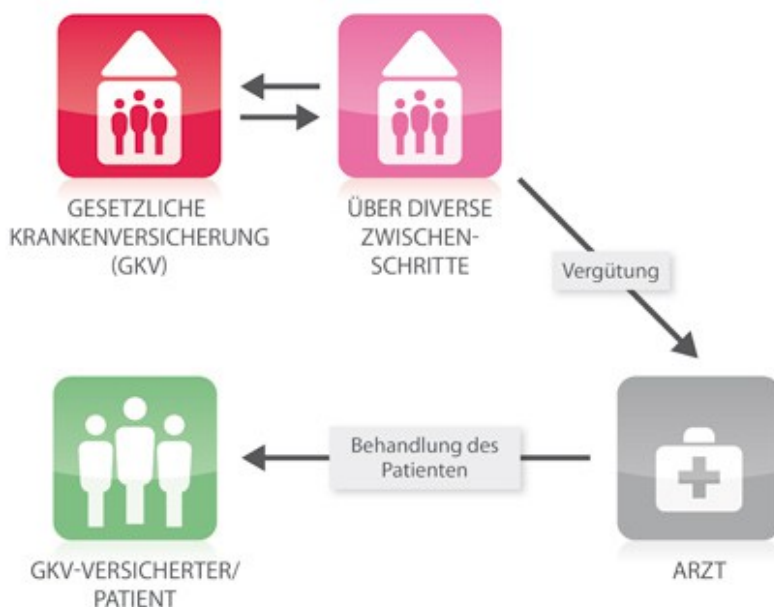 GESETZLICHE
KRANKENVERSICHERUNG
(GKV)
ÜBER DIVERSE
ZWISCHEN-
SCHRITTE
Vergütung
Behandlung des
Patienten
GKV-VERSICHERTER/
PATIENT
ARZT